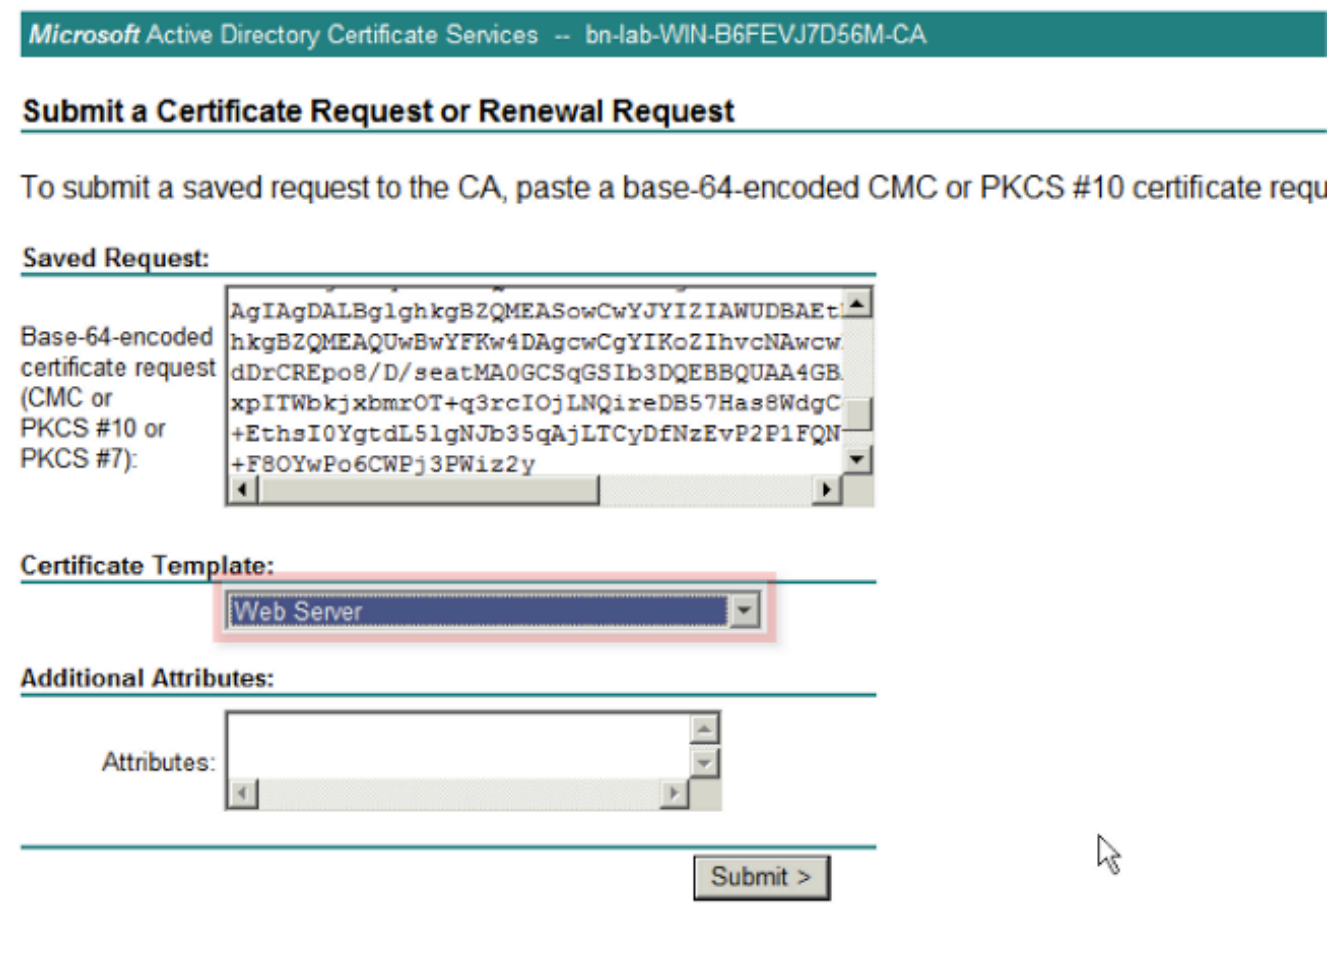 Microsoft Active Directory Certificate Services -- bn-lab-WIN-B6FEVJ7D56M-CA
Submit a Certificate Request or Renewal Request
To submit a saved request to the CA, paste a base-64-encoded CMC or PKCS #10 certificate requ
Saved Request:
Base-64-encoded
certificate request
(CMC or
PKCS #10 or
PKCS #7):
AgIAgDALBglghkgBZQMEASowCwYJYIZIAWUDBAEt
hkgBZQMEAQUwBwYFKw4DAgcwCgYIKoZIhvcNAwcw
dDrCREpo8/D/seatMA0GCSqGSIb3DQEBBQUAA4GB
xpITWbkjxbmrOT+q3rcIOjLNQireDB57Has8WdgC
+EthsI0YgtdL5lgNJb35qAjLTCyDfNzEvP2P1FQN
+F8OYwPo6CWPj3PWiz2y
Certificate Template:
Web Server
Additional Attributes:
Attributes:
Submit >